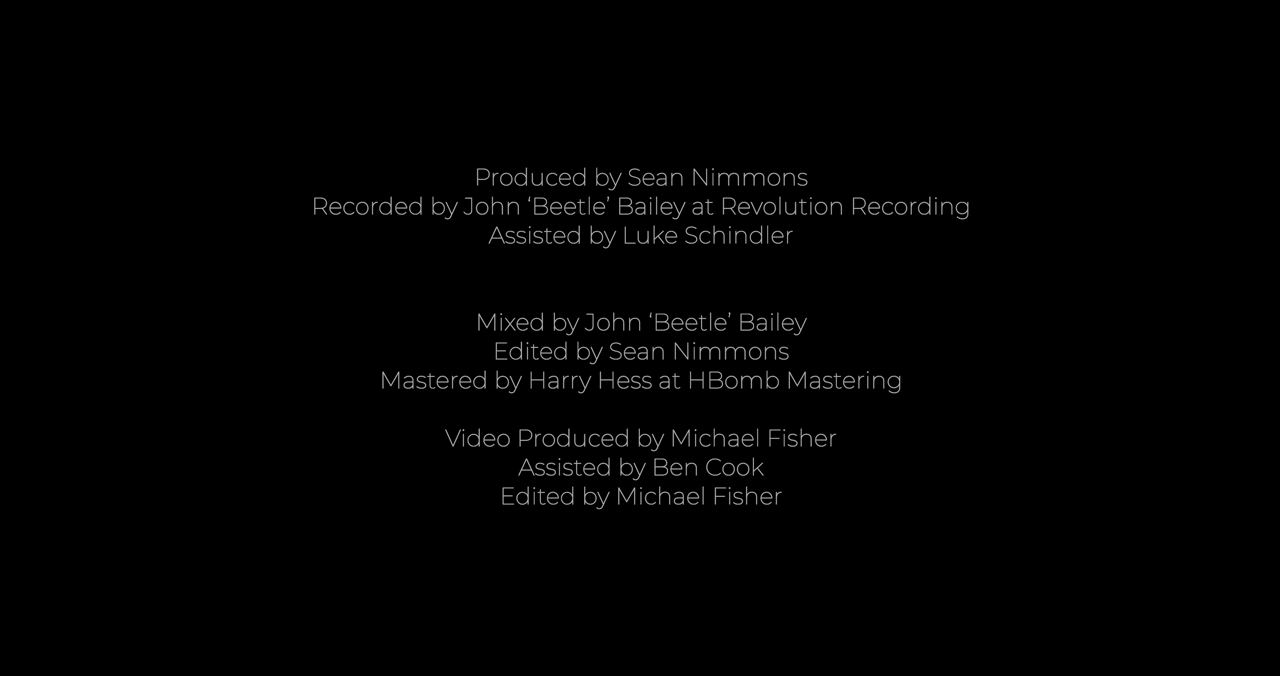 Produced by Sean Nimmons
Recorded by John ‘Beetle’ Bailey at Revolution Recording
Assisted by Luke Schindler
Mixed by John ‘Beetle’ Bailey
Edited by Sean Nimmons
Mastered by Harry Hess at HBomb Mastering
Video Produced by Michael Fisher
Assisted by Ben Cook
Edited by Michael Fisher